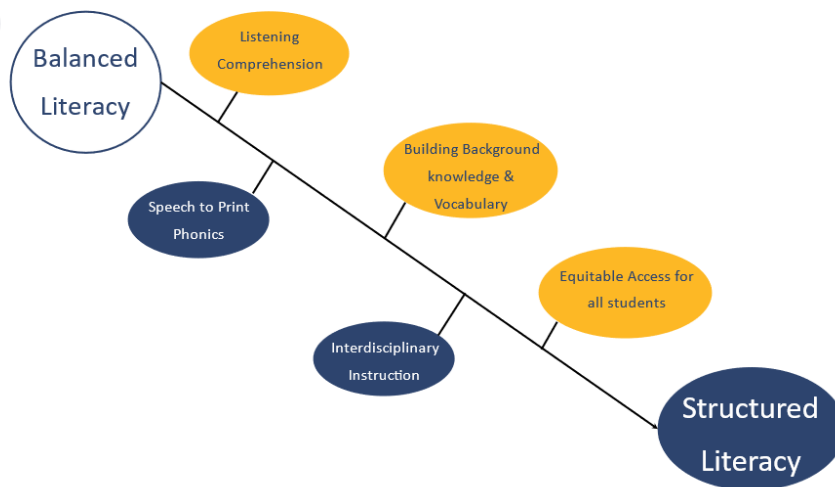 Balanced
Literacy
Listening
Comprehension
Speech to Print
Phonics
Building Background
knowledge &
Vocabulary
Interdisciplinary
Instruction
Equitable Access for
all students
Structured
Literacy